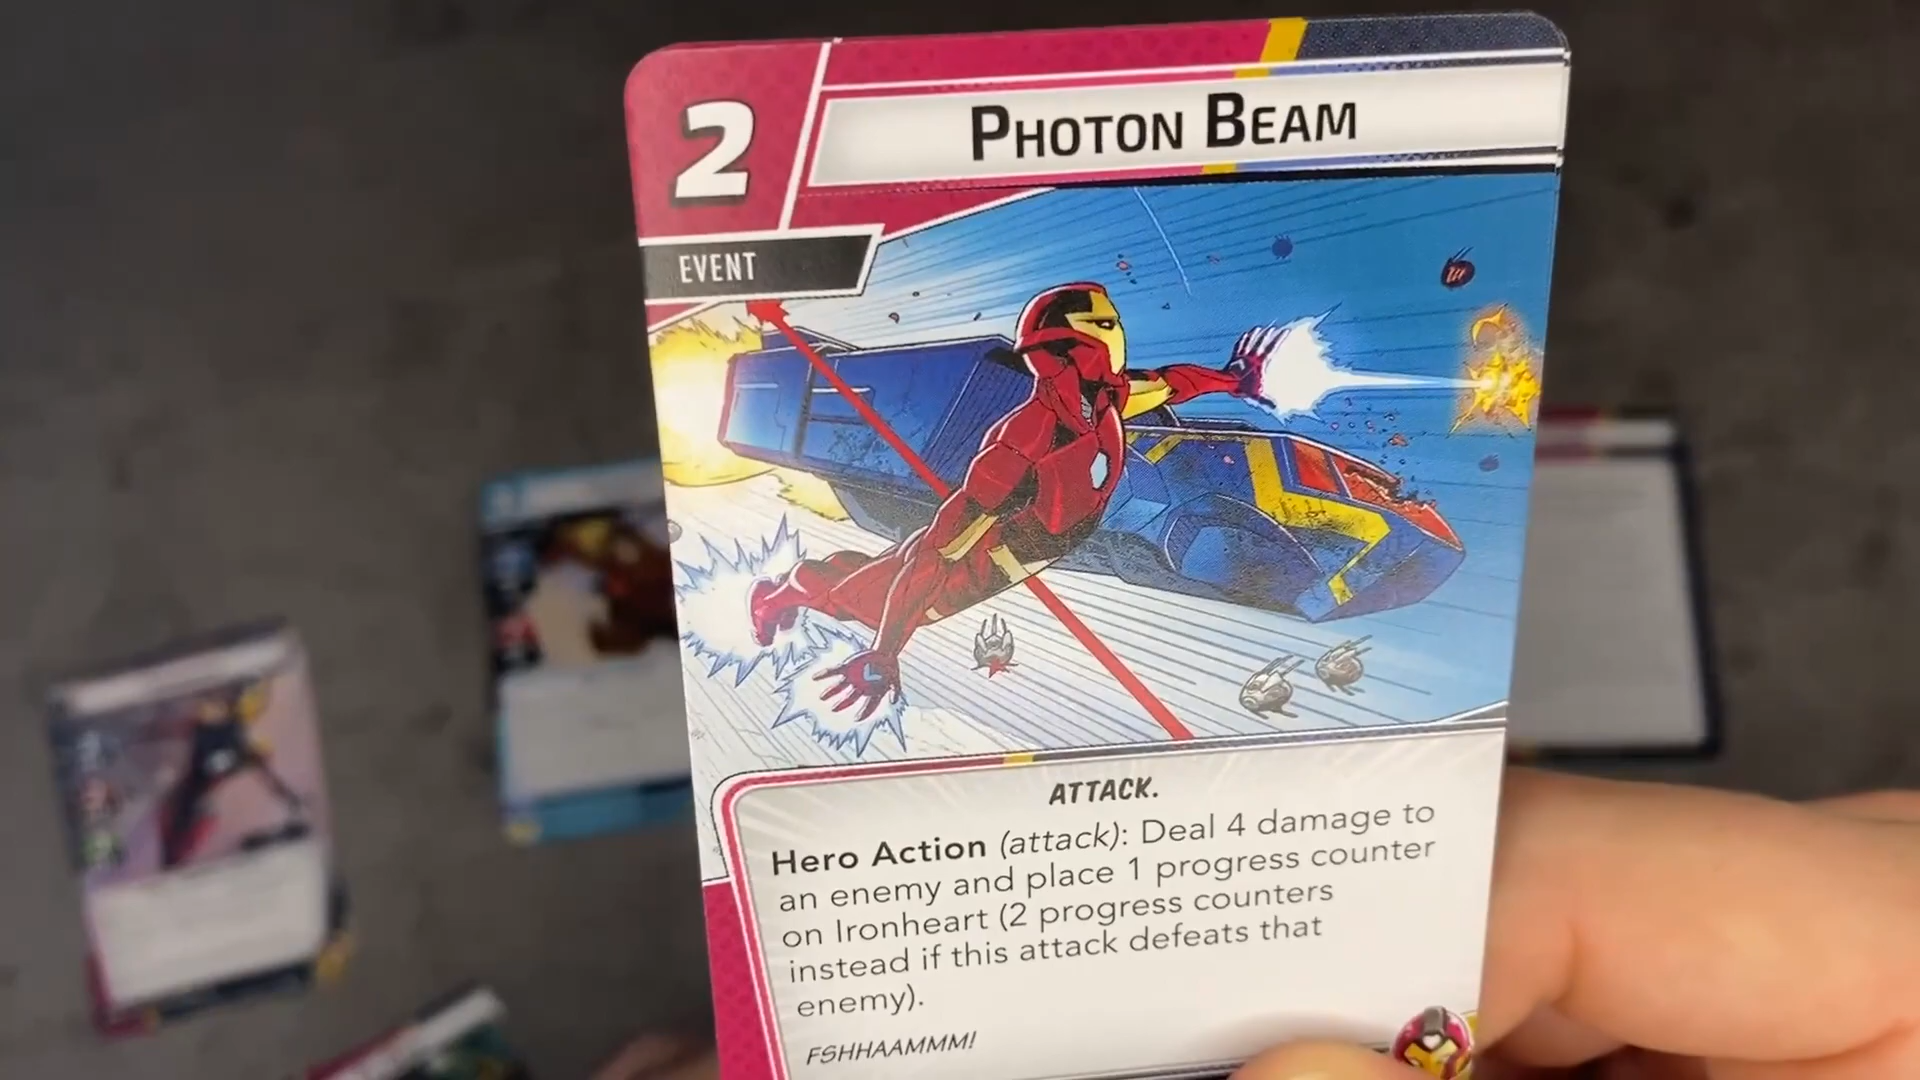 2
PHOTON BEAM
EVENT
ATTACK.
Hero Action (attack): Deal 4 damage to
an enemy and place 1 progress counter
on Ironheart (2 progress counters
instead if this attack defeats that
enemy).
FSHHAAMMM!